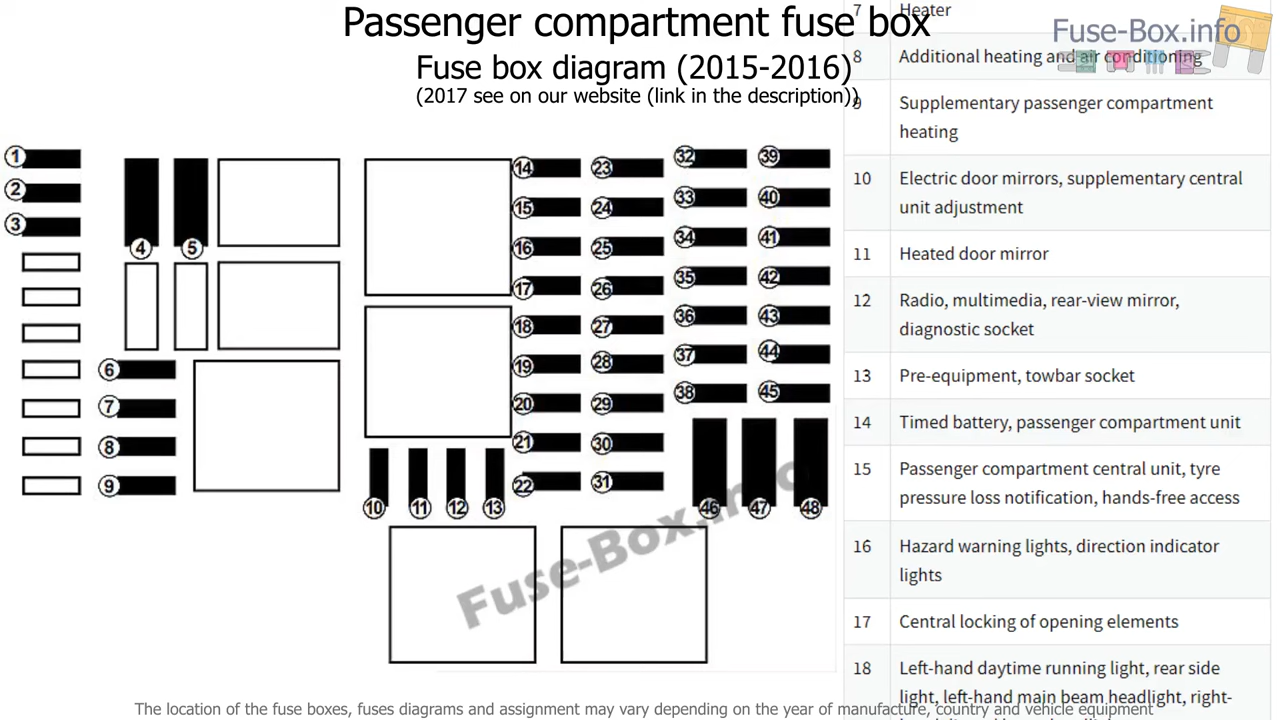 Passenger compartment fuse box
Fuse box diagram (2015-2016)
(2017 see on our website (link in the description))
Fuse-Box.info
7 Heater
8 Additional heating and air conditioning
9 Supplementary passenger compartment
heating
10 Electric door mirrors, supplementary central
unit adjustment
11 Heated door mirror
12 Radio, multimedia, rear-view mirror,
diagnostic socket
13 Pre-equipment, towbar socket
14 Timed battery, passenger compartment unit
15 Passenger compartment central unit, tyre
pressure loss notification, hands-free access
16 Hazard warning lights, direction indicator
lights
17 Central locking of opening elements
18 Left-hand daytime running light, rear side
light, left-hand main beam headlight, right-
1
2
3
4 5
6
7
8
9
10 11 12 13
14 23
15 24
16 25
17 26
18 27
19 28
20 29
21 30
22 31
32 39
33 40
34 41
35 42
36 43
37 44
38 45
46 47 48
Fuse-Box.info
The location of the fuse boxes, fuses diagrams and assignment may vary depending on the year of manufacture, country and vehicle equipment